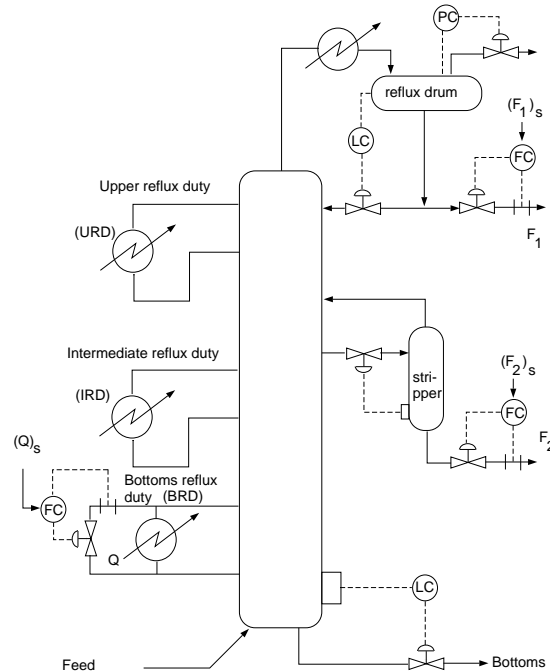 PC
reflux drum
(F1)s
LC
FC
F1
Upper reflux duty
(URD)
Intermediate reflux duty
(IRD)
stri-
pper
(F2)s
FC
F2
(Q)s
Bottoms reflux
duty (BRD)
FC
Q
LC
Feed
Bottoms